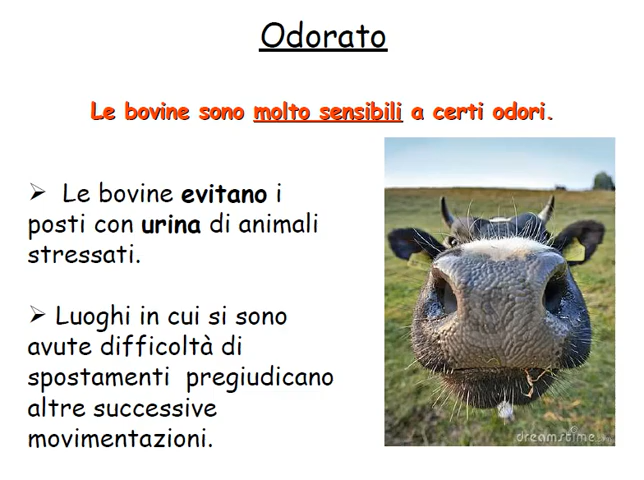 Odorato
Le bovine sono molto sensibili a certi odori.
➢ Le bovine evitano i
posti con urina di animali
stressati.
➢ Luoghi in cui si sono
avute difficoltà di
spostamenti pregiudicano
altre successive
movimentazioni.
dreamstime